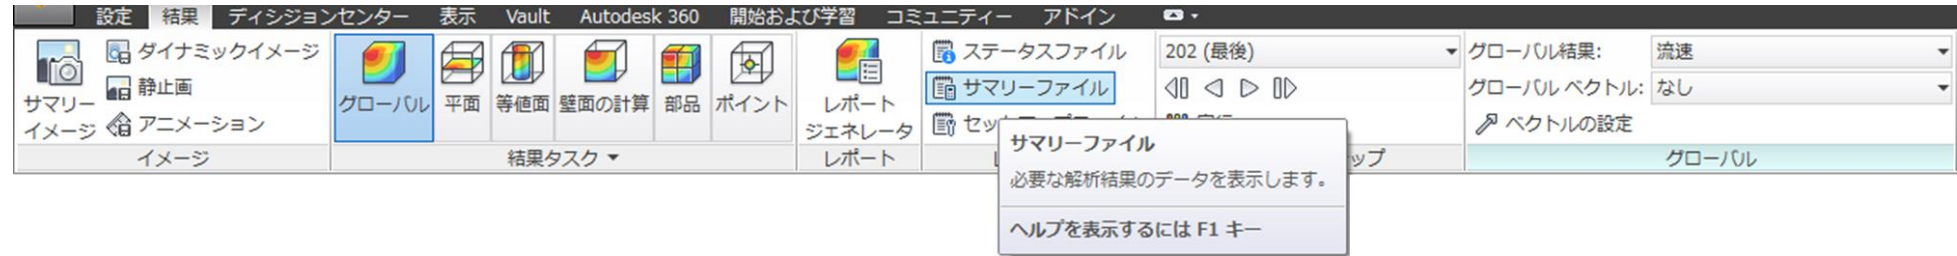 設定 結果 ディシジョンセンター 表示 Vault Autodesk 360 開始および学習 コミュニティー アドイン
サマリー
イメージ
ダイナミックイメージ
静止画
アニメーション
イメージ
グローバル 平面 等値面 壁面の計算 部品 ポイント
結果タスク
レポート
ジェネレータ
レポート
ステータスファイル
サマリーファイル
202 (最後)
グローバル結果: 流速
グローバル ベクトル: なし
ベクトルの設定
グローバル
サマリーファイル
必要な解析結果のデータを表示します。
ヘルプを表示するには F1 キー